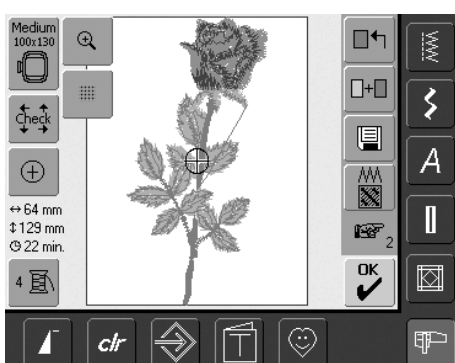 Medium
100x130
Check
↔ 64 mm
↕ 129 mm
22 min.
4
2
OK
A
clr
T